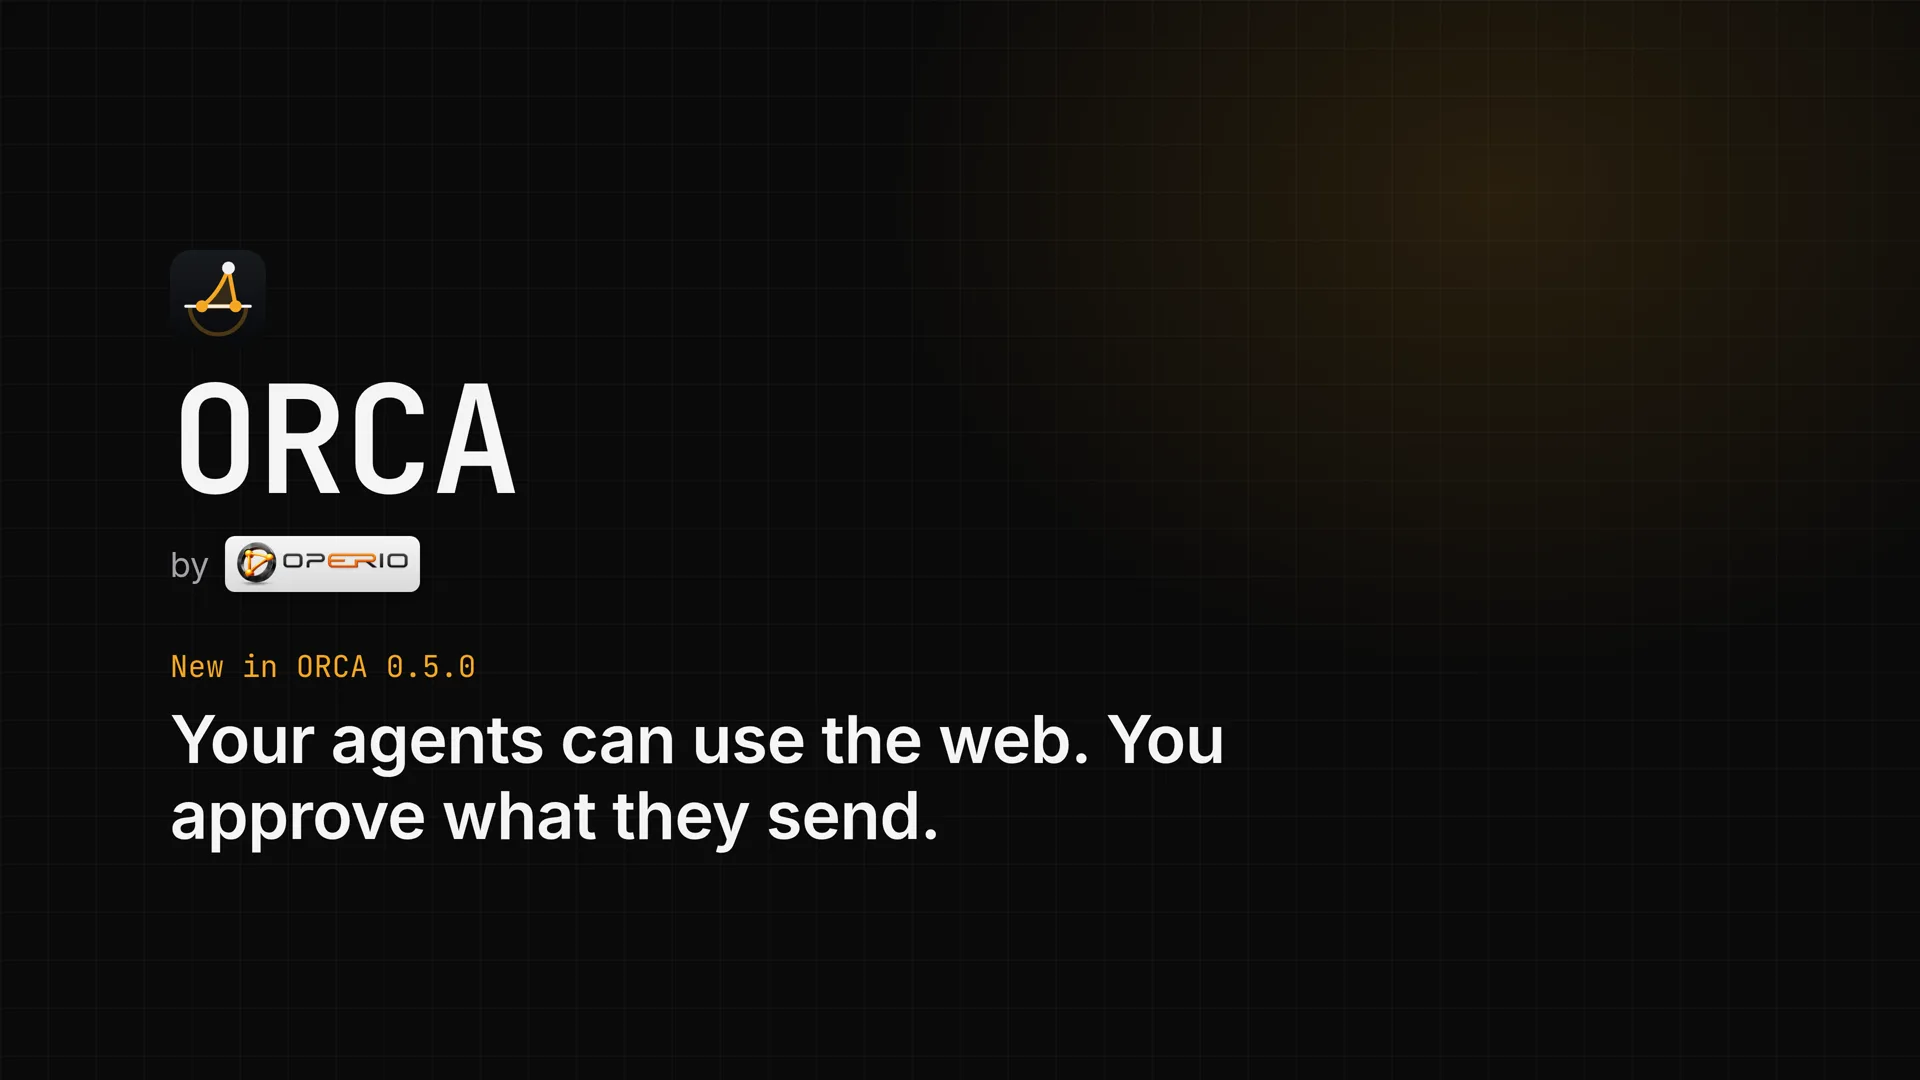 ORCA
by OPERIO
New in ORCA 0.5.0
Your agents can use the web. You
approve what they send.